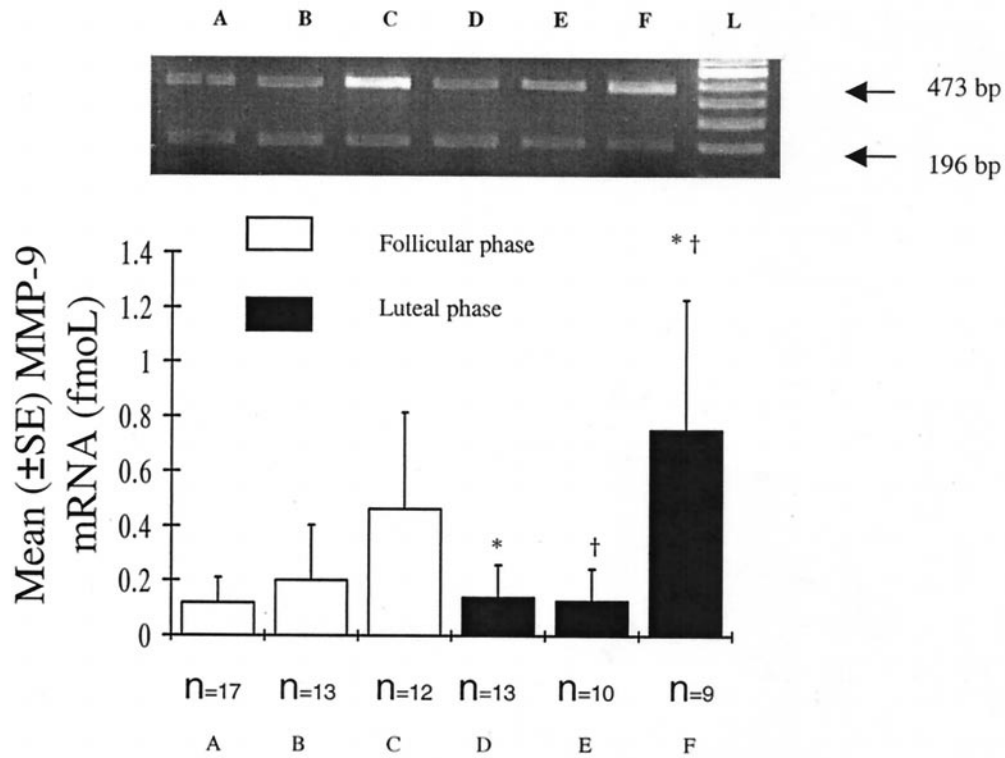 A B C D E F L
473 bp
196 bp
Follicular phase
Luteal phase
Mean (±SE) MMP-9
mRNA (fmoL)
1.4
1.2
1
0.8
0.6
0.4
0.2
0
* †
*
†
n=17 n=13 n=12 n=13 n=10 n=9
A B C D E F